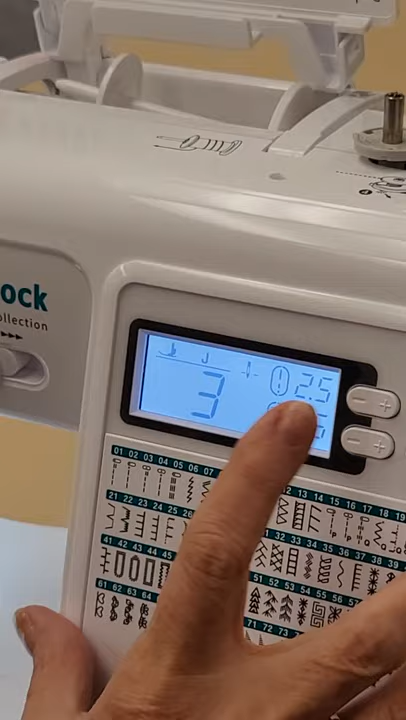 ock
ollection
J
3
2.5
- +
- +
01 02 03 04 05 06 07
13 14 15 16 17 18 19
21 22 23 24 25
32 33 34 35 36 37 38
41 42 43 44 45
51 52 53 54 55 56 57
61 62 63 64
71 72 73